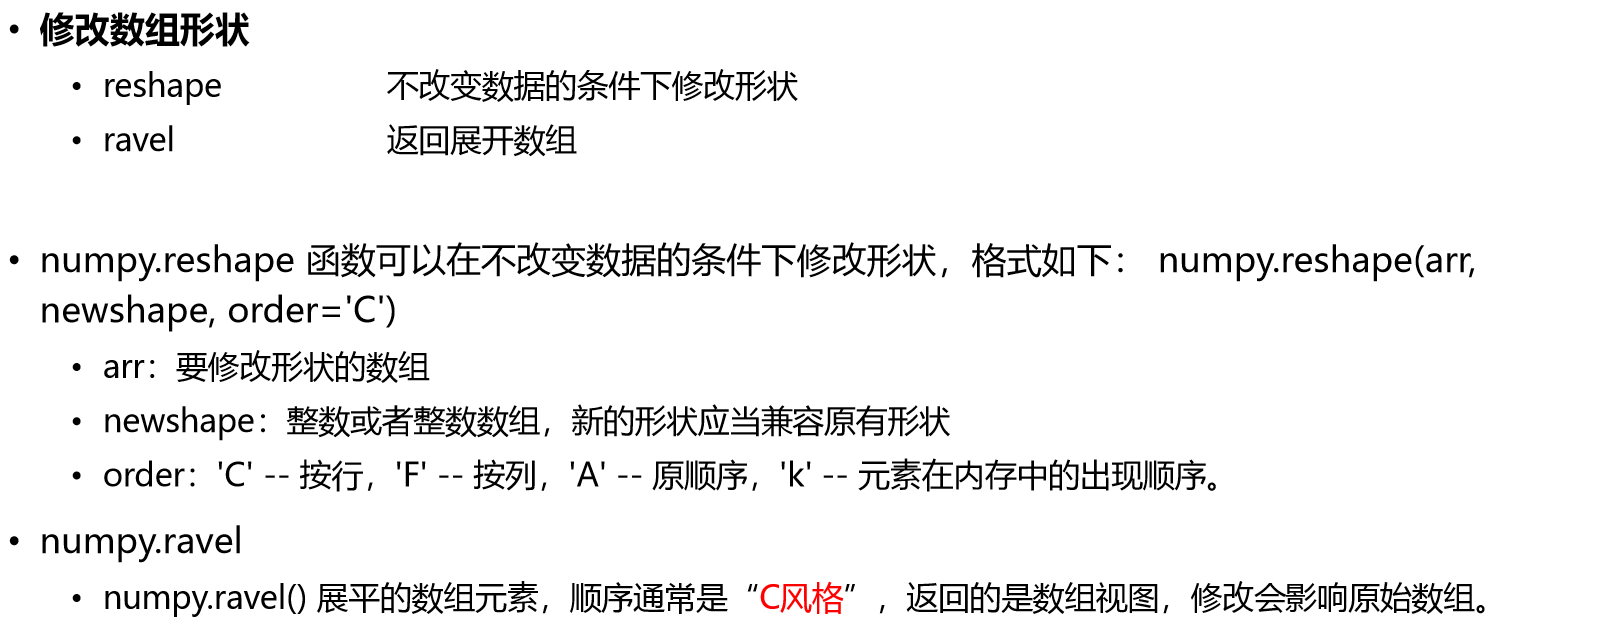 • 修改数组形状
• reshape 不改变数据的条件下修改形状
• ravel 返回展开数组
• numpy.reshape 函数可以在不改变数据的条件下修改形状，格式如下： numpy.reshape(arr,
newshape, order='C')
• arr：要修改形状的数组
• newshape：整数或者整数数组，新的形状应当兼容原有形状
• order：'C' -- 按行，'F' -- 按列，'A' -- 原顺序，'k' -- 元素在内存中的出现顺序。
• numpy.ravel
• numpy.ravel() 展平的数组元素，顺序通常是“C风格”，返回的是数组视图，修改会影响原始数组。